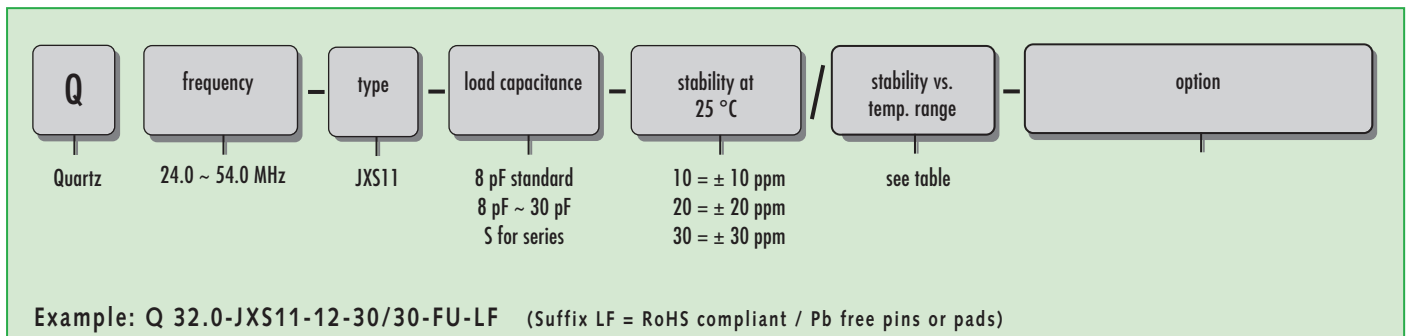 Q
frequency
–
type
–
load capacitance
–
stability at
25 °C
/
stability vs.
temp. range
–
option
Quartz
24.0 ~ 54.0 MHz
JXS11
8 pF standard
8 pF ~ 30 pF
S for series
10 = ± 10 ppm
20 = ± 20 ppm
30 = ± 30 ppm
see table
Example: Q 32.0-JXS11-12-30/30-FU-LF (Suffix LF = RoHS compliant / Pb free pins or pads)